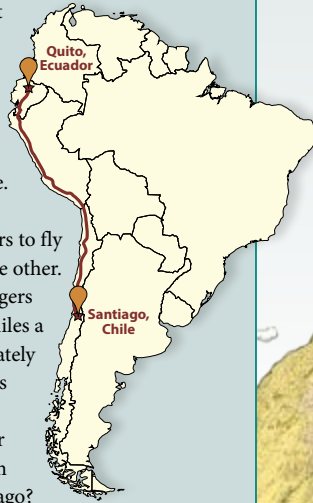 t
Quito,
Ecuador
e.
rs to fly
e other.
gers
iles a
ately
s
Santiago,
Chile
r
n
ago?